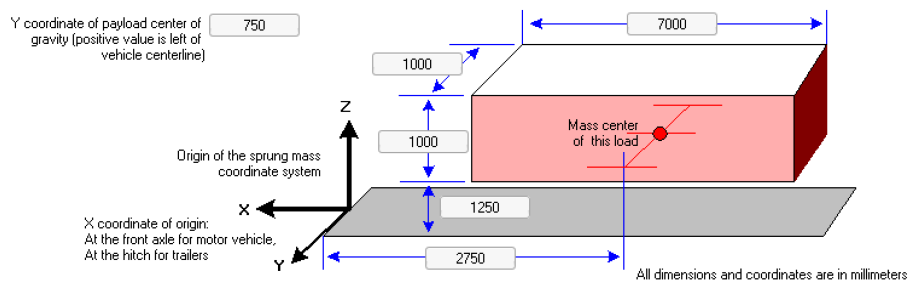 Y coordinate of payload center of
gravity (positive value is left of
vehicle centerline)
750
7000
1000
1000
Mass center
of this load
Z
Origin of the sprung mass
coordinate system
X
1250
X coordinate of origin:
At the front axle for motor vehicle,
At the hitch for trailers
Y
2750
All dimensions and coordinates are in millimeters